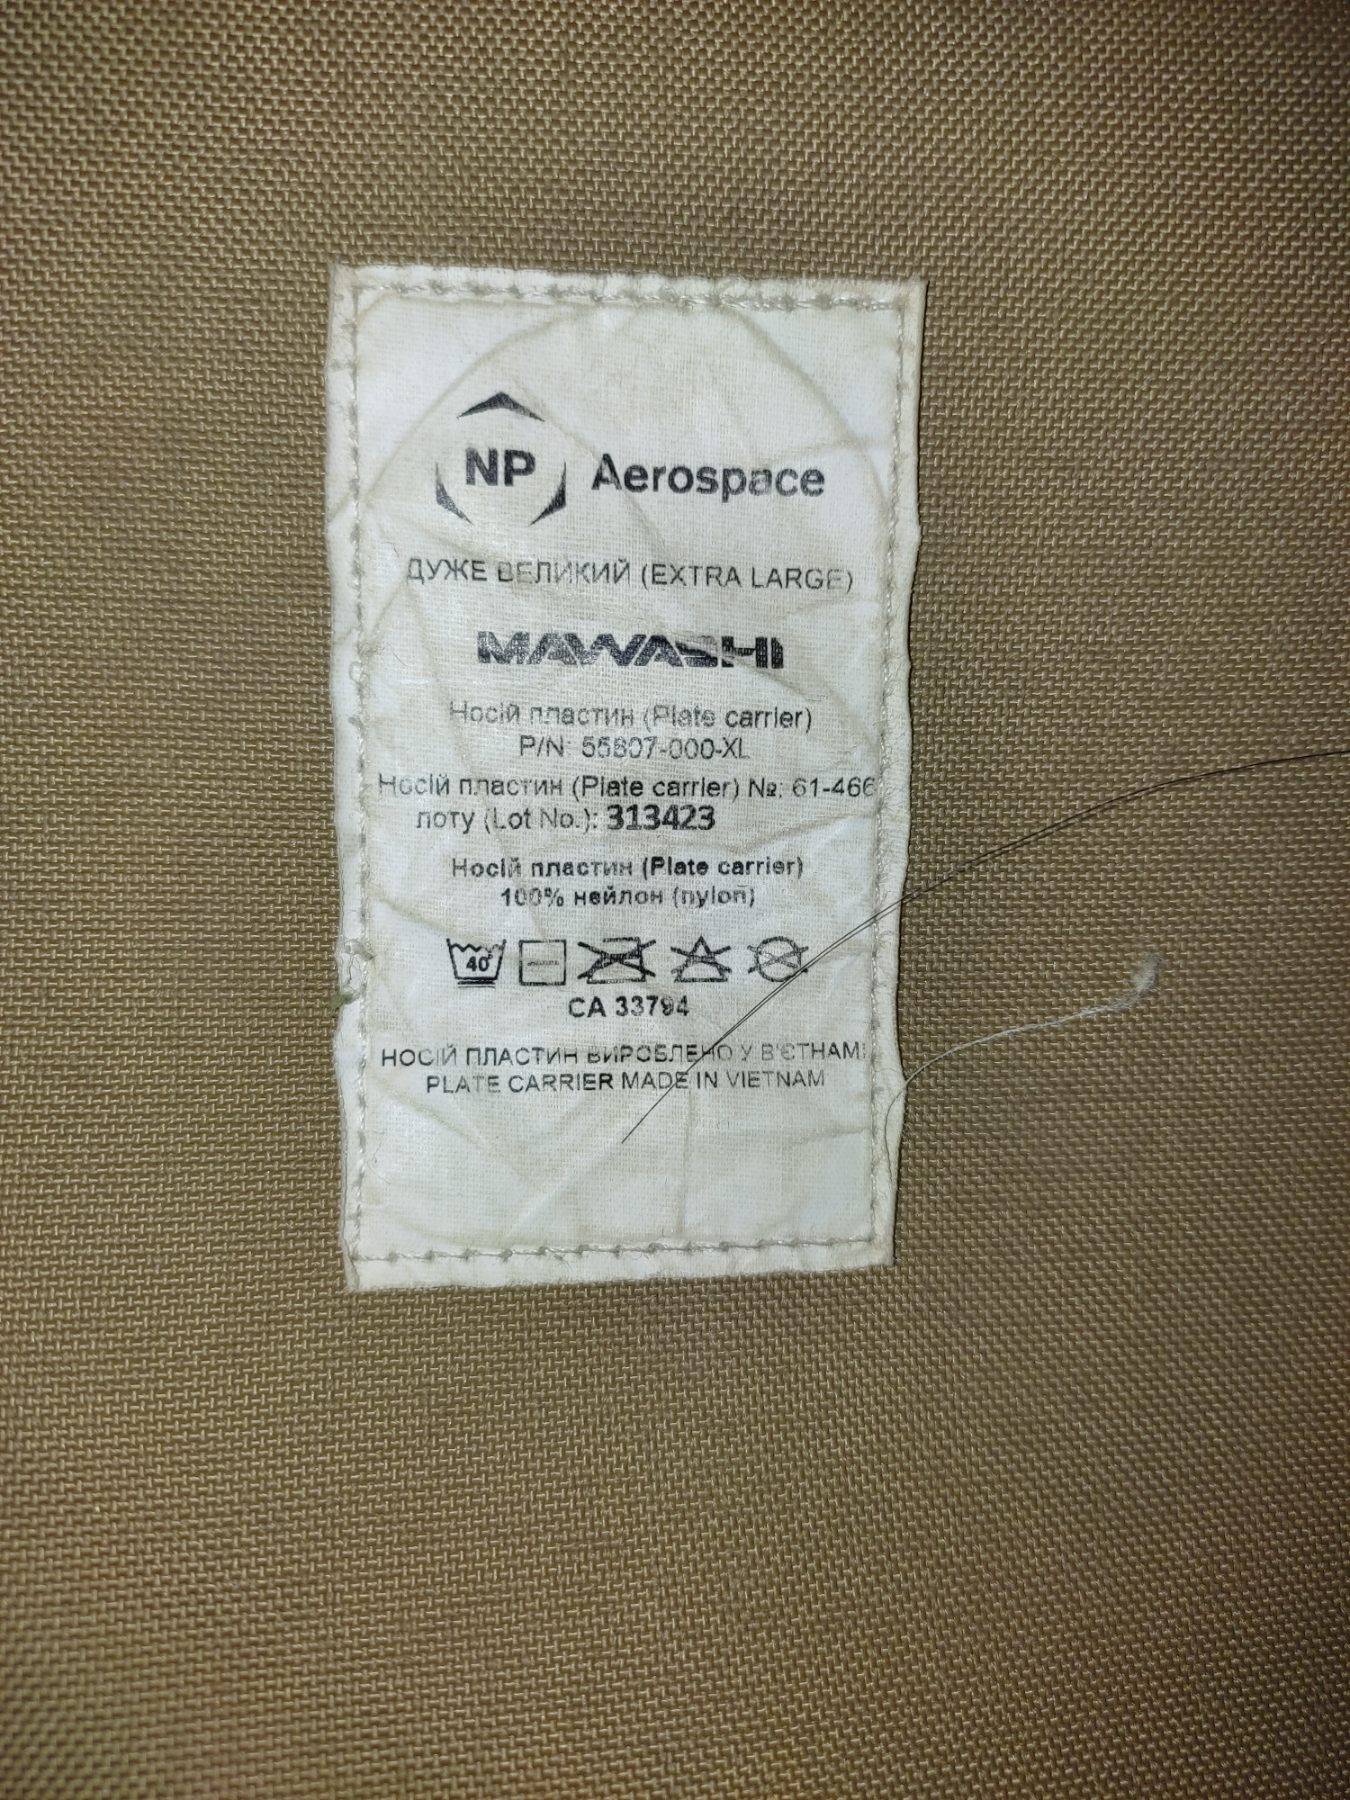 NP Aerospace
ДУЖЕ ВЕЛИКИЙ (EXTRA LARGE)
MAWASHI
Носій пластин (Plate carrier)
P/N: 55807-000-XL
Носій пластин (Plate carrier) №: 61-466
лоту (Lot No.): 313423
Носій пластин (Plate carrier)
100% нейлон (nylon)
40°
CA 33794
НОСІЙ ПЛАСТИН ВИРОБЛЕНО У В'ЄТНАМІ
PLATE CARRIER MADE IN VIETNAM